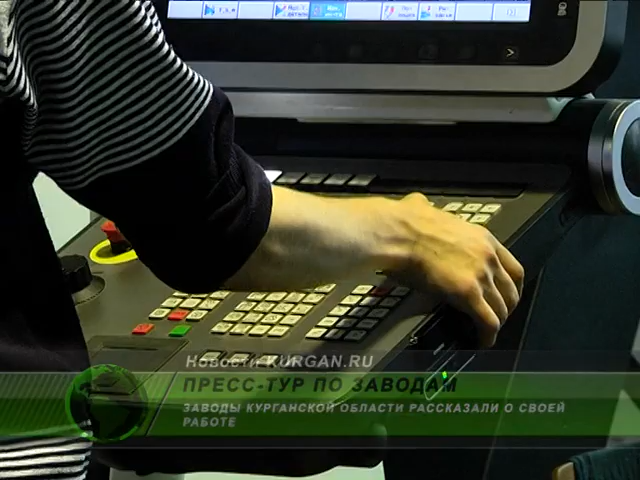 Новости KURGAN.RU
ПРЕСС-ТУР ПО ЗАВОДАМ
ЗАВОДЫ КУРГАНСКОЙ ОБЛАСТИ РАССКАЗАЛИ О СВОЕЙ
РАБОТЕ